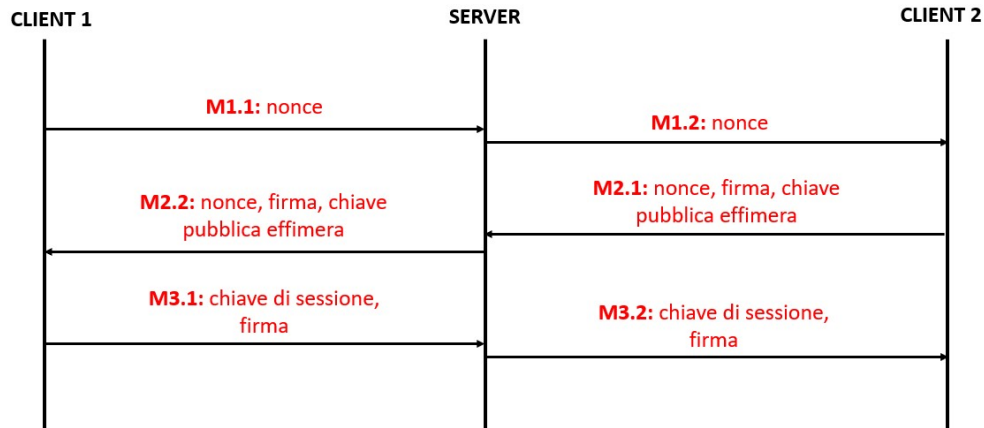 CLIENT 1
SERVER
CLIENT 2
M1.1: nonce
M1.2: nonce
M2.1: nonce, firma, chiave
pubblica effimera
M2.2: nonce, firma, chiave
pubblica effimera
M3.1: chiave di sessione,
firma
M3.2: chiave di sessione,
firma